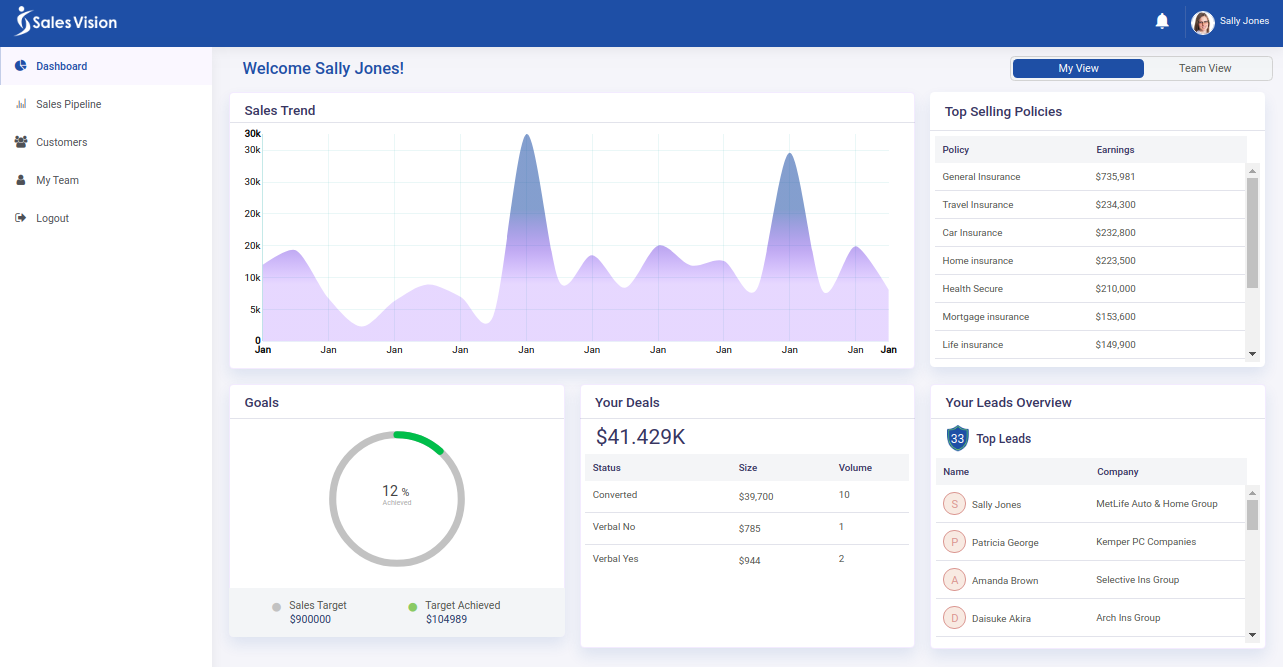 Sales Vision
Sally Jones
Dashboard
Sales Pipeline
Customers
My Team
Logout
Welcome Sally Jones!
My View
Team View
Sales Trend
30k
30k
30k
20k
20k
10k
5k
0
Jan Jan Jan Jan Jan Jan Jan Jan Jan Jan Jan
Top Selling Policies
Policy Earnings
General Insurance $735,981
Travel Insurance $234,300
Car Insurance $232,800
Home insurance $223,500
Health Secure $210,000
Mortgage insurance $153,600
Life insurance $149,900
Goals
12 %
Achieved
Sales Target Target Achieved
$900000 $104989
Your Deals
$41.429K
Status Size Volume
Converted $39,700 10
Verbal No $785 1
Verbal Yes $944 2
Your Leads Overview
33 Top Leads
Name Company
S Sally Jones MetLife Auto & Home Group
P Patricia George Kemper PC Companies
A Amanda Brown Selective Ins Group
D Daisuke Akira Arch Ins Group